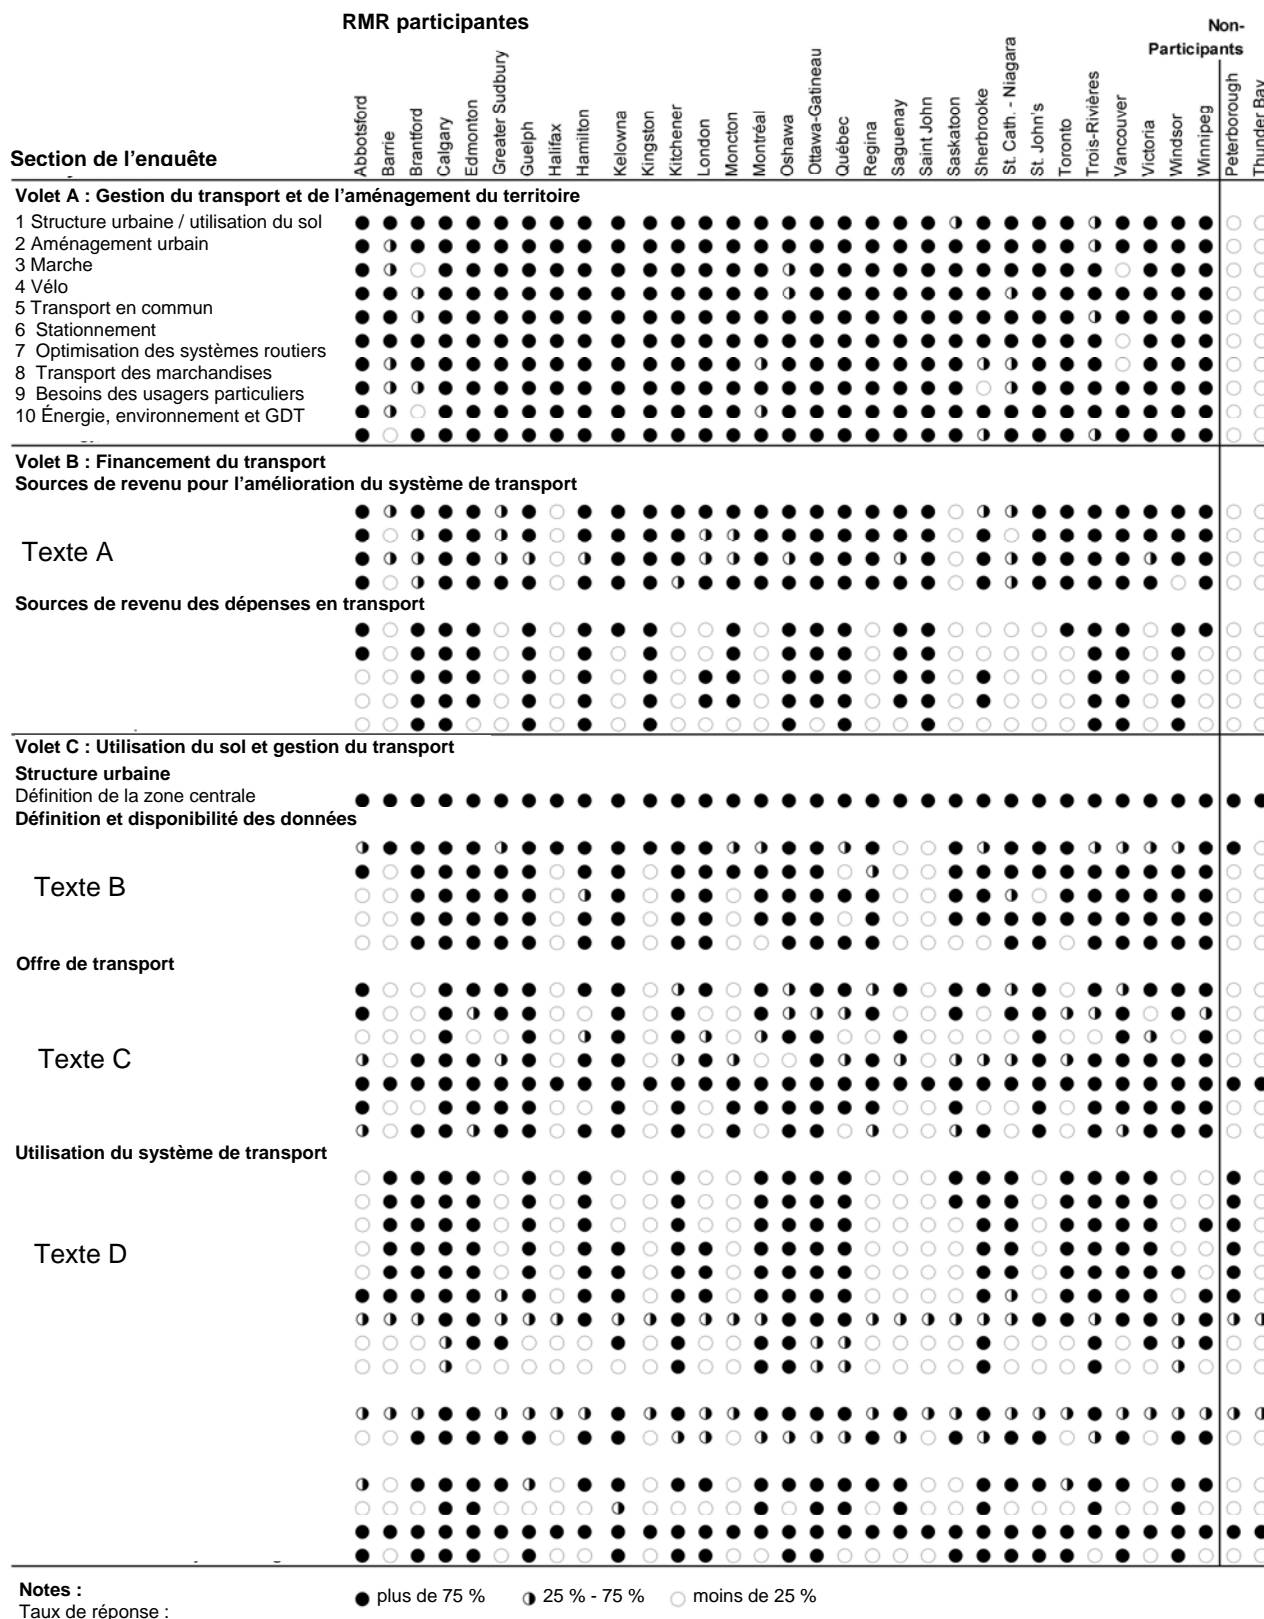 RMR participantes
Non-
Participants
Abbotsford
Barrie
Brantford
Calgary
Edmonton
Greater Sudbury
Guelph
Halifax
Hamilton
Kelowna
Kingston
Kitchener
London
Moncton
Montréal
Oshawa
Ottawa-Gatineau
Québec
Regina
Saguenay
Saint John
Saskatoon
Sherbrooke
St. Cath. - Niagara
St. John's
Toronto
Trois-Rivières
Vancouver
Victoria
Windsor
Winnipeg
Peterborough
Thunder Bay
Section de l'enquête
Volet A : Gestion du transport et de l'aménagement du territoire
1 Structure urbaine / utilisation du sol
2 Aménagement urbain
3 Marche
4 Vélo
5 Transport en commun
6 Stationnement
7 Optimisation des systèmes routiers
8 Transport des marchandises
9 Besoins des usagers particuliers
10 Énergie, environnement et GDT
Volet B : Financement du transport
Sources de revenu pour l'amélioration du système de transport
Texte A
Sources de revenu des dépenses en transport
Volet C : Utilisation du sol et gestion du transport
Structure urbaine
Définition de la zone centrale
Définition et disponibilité des données
Texte B
Offre de transport
Texte C
Utilisation du système de transport
Texte D
Notes :
Taux de réponse :
plus de 75 %
25 % - 75 %
moins de 25 %